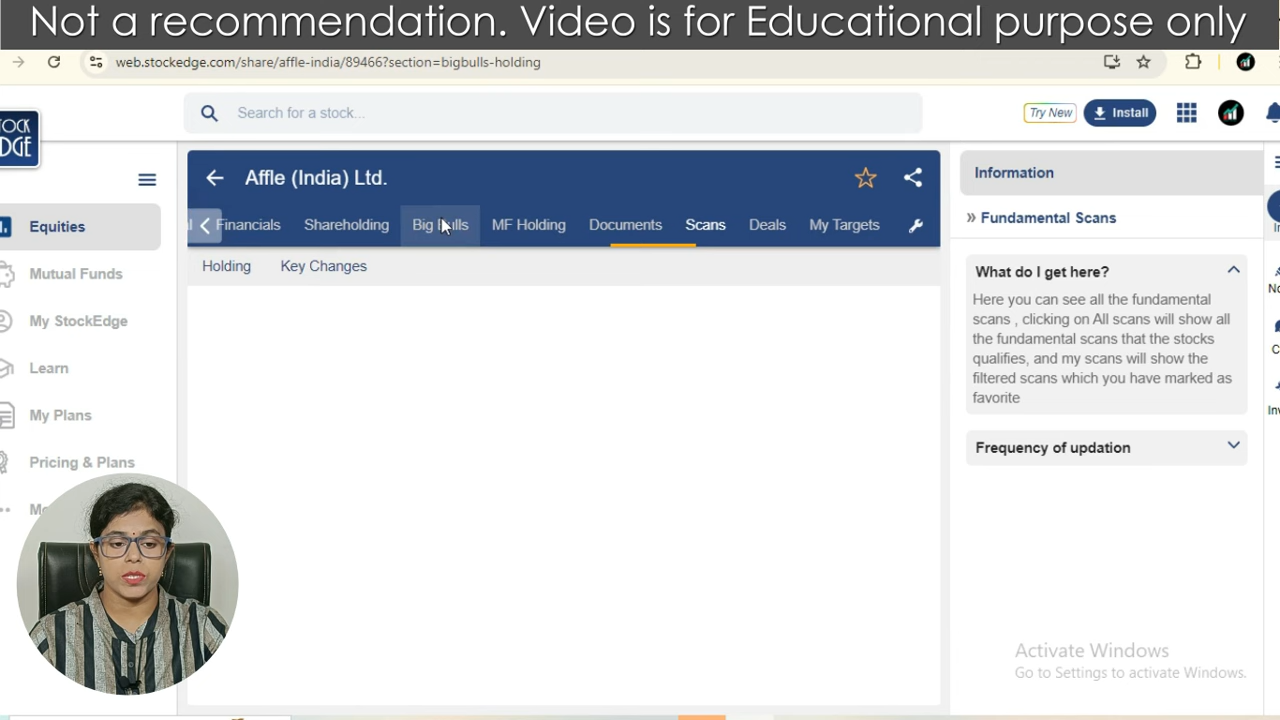 Not a recommendation. Video is for Educational purpose only
web.stockedge.com/share/affle-india/89466?section=bigbulls-holding
Search for a stock...
Try New
Install
Affle (India) Ltd.
Financials Shareholding Big Bulls MF Holding Documents Scans Deals My Targets
Holding Key Changes
Equities
Mutual Funds
My StockEdge
Learn
My Plans
Pricing & Plans
Information
» Fundamental Scans
What do I get here?
Here you can see all the fundamental
scans , clicking on All scans will show all
the fundamental scans that the stocks
qualifies, and my scans will show the
filtered scans which you have marked as
favorite
Frequency of updation
Activate Windows
Go to Settings to activate Windows.